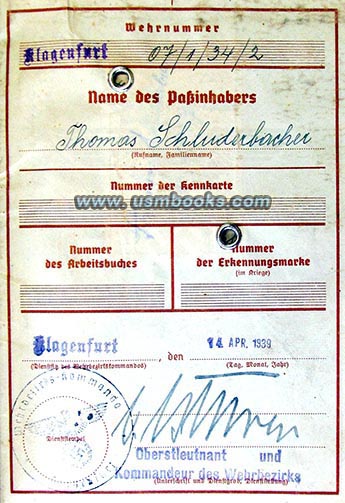 Wehrnummer
Klagenfurt 07/1/34/2
Name des Paßinhabers
Thomas Schluderbacher
(Rufname, Familienname)
Nummer der Kennkarte
www.usmbooks.com
Nummer des Arbeitsbuches
Nummer der Erkennungsmarke
(im Kriege)
Klagenfurt, den 14 APR. 1939
(Dienstsitz des Wehrbezirkskommandos) (Tag, Monat, Jahr)
Dienststempel
Oberstleutnant und
Kommandeur des Wehrbezirks
(Unterschrift und Dienstgrad, Dienststellung)